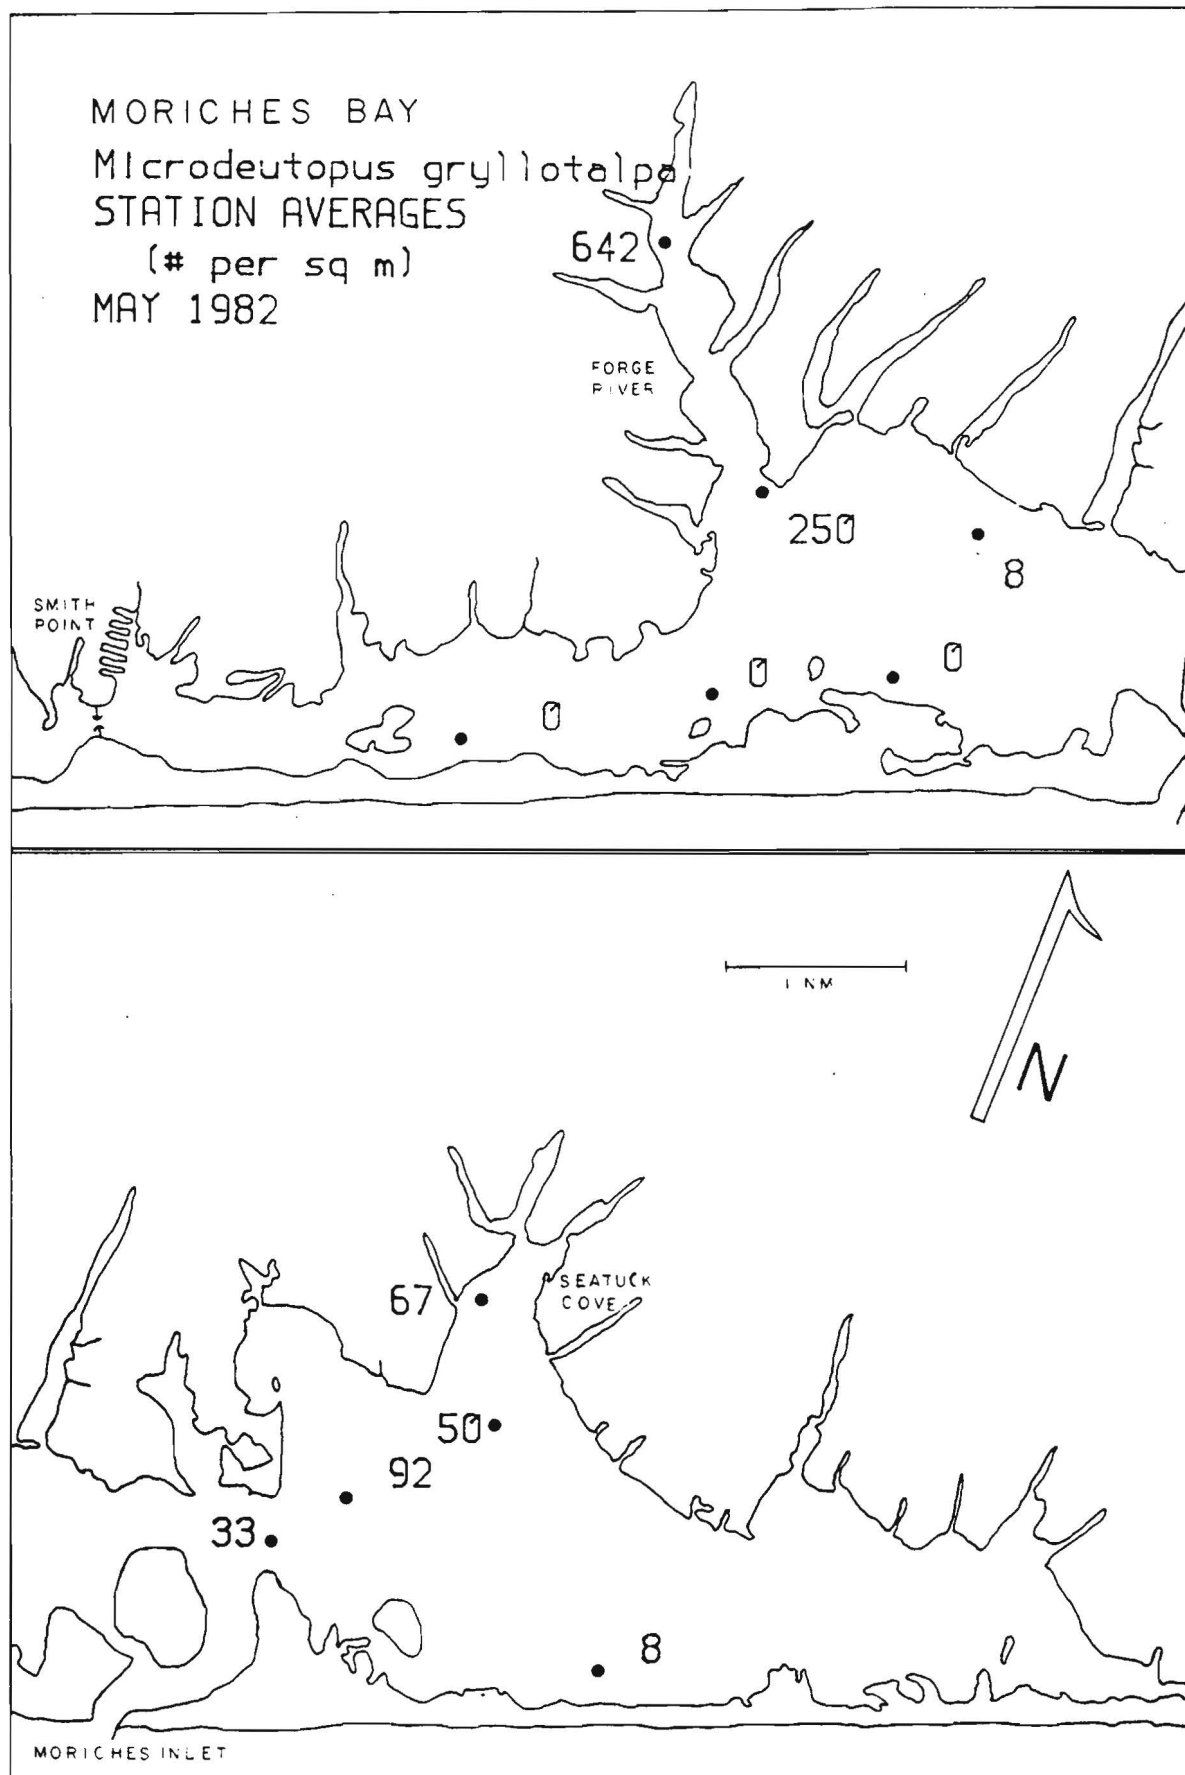 MORICHES BAY
Microdeutopus gryllotalpa
STATION AVERAGES
(# per sq m)
MAY 1982
642
FORGE
RIVER
250
8
SMITH
POINT
0
0
0
1 NM
N
67
SEATUCK
COVE
50
92
33
8
MORICHES INLET